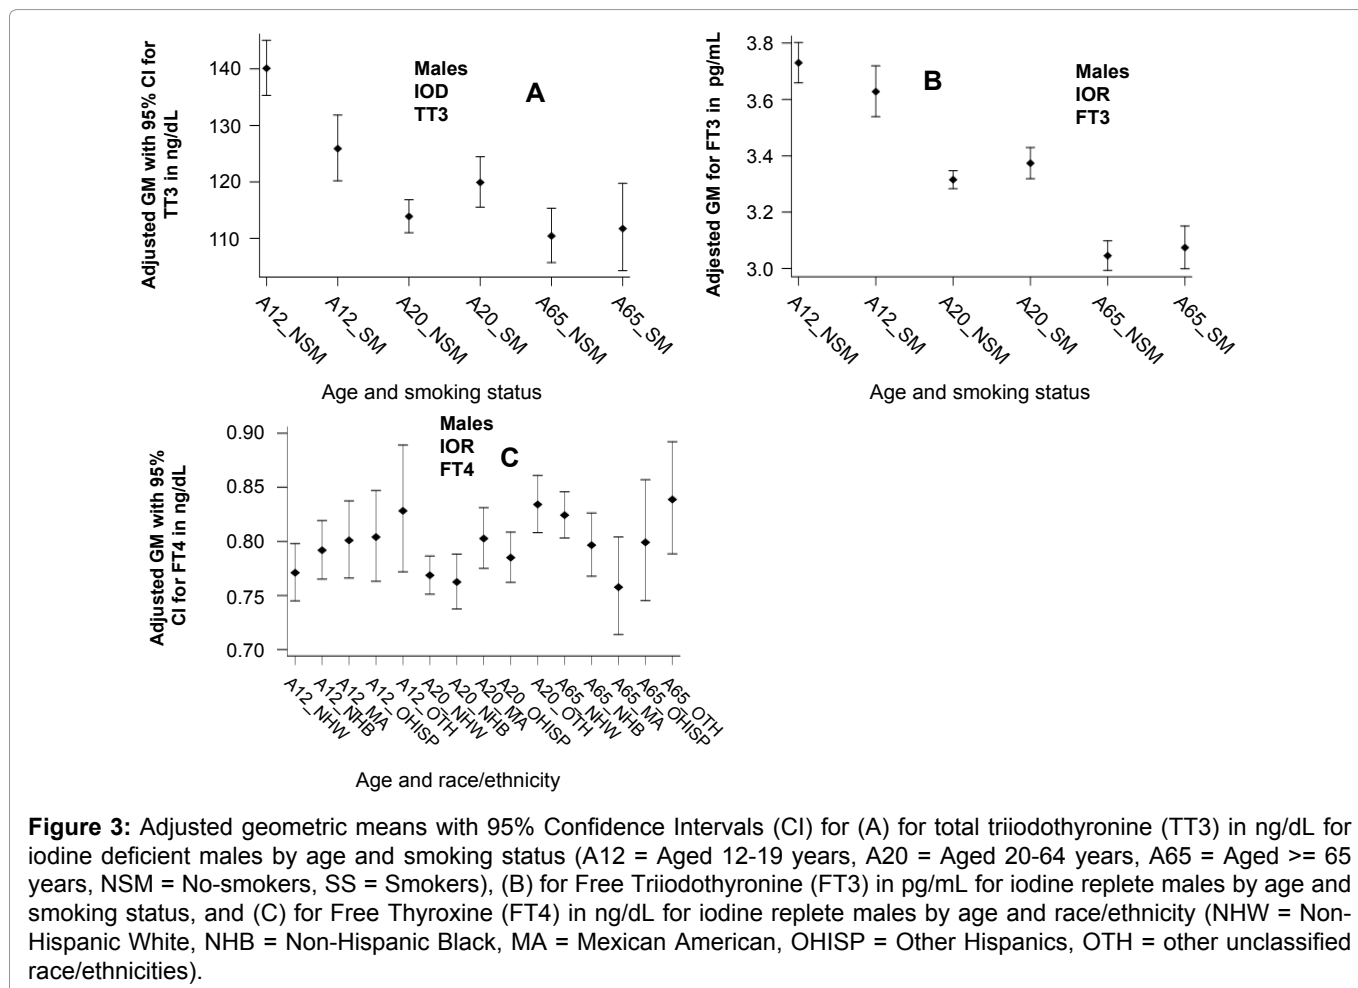 Adjusted GM with 95% CI for
TT3 in ng/dL
140
130
120
110
Males
IOD
TT3
A
A12_NSM
A12_SM
A20_NSM
A20_SM
A65_NSM
A65_SM
Age and smoking status
Adjested GM for FT3 in pg/mL
3.8
3.6
3.4
3.2
3.0
B
Males
IOR
FT3
A12_NSM
A12_SM
A20_NSM
A20_SM
A65_NSM
A65_SM
Age and smoking status
Adjusted GM with 95%
CI for FT4 in ng/dL
0.90
0.85
0.80
0.75
0.70
Males
IOR
FT4
C
A12_NHW
A12_NHB
A12_MA
A12_OHISP
A12_OTH
A20_NHW
A20_NHB
A20_MA
A20_OHISP
A20_OTH
A65_NHW
A65_NHB
A65_MA
A65_OHISP
A65_OTH
Age and race/ethnicity
Figure 3: Adjusted geometric means with 95% Confidence Intervals (CI) for (A) for total triiodothyronine (TT3) in ng/dL for
iodine deficient males by age and smoking status (A12 = Aged 12-19 years, A20 = Aged 20-64 years, A65 = Aged >= 65
years, NSM = No-smokers, SS = Smokers), (B) for Free Triiodothyronine (FT3) in pg/mL for iodine replete males by age and
smoking status, and (C) for Free Thyroxine (FT4) in ng/dL for iodine replete males by age and race/ethnicity (NHW = Non-
Hispanic White, NHB = Non-Hispanic Black, MA = Mexican American, OHISP = Other Hispanics, OTH = other unclassified
race/ethnicities).